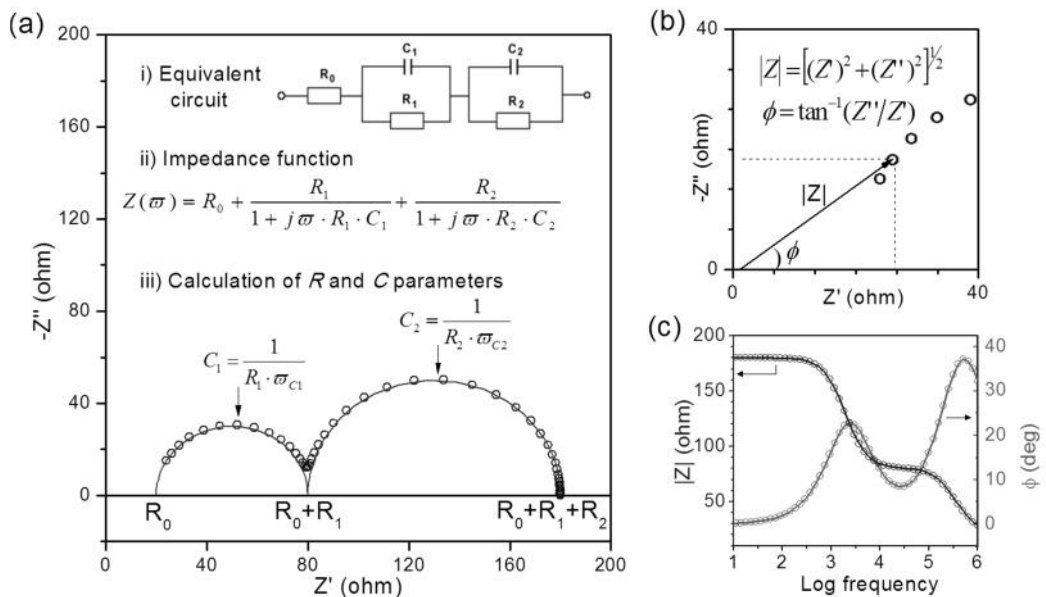 (a)
200
160
120
80
40
0
-Z" (ohm)
i) Equivalent
circuit
R₀
C₁
R₁
C₂
R₂
ii) Impedance function
Z(ϖ) = R₀ + R₁ / (1 + jϖ · R₁ · C₁) + R₂ / (1 + jϖ · R₂ · C₂)
iii) Calculation of R and C parameters
C₁ = 1 / (R₁ · ϖ_C1)
C₂ = 1 / (R₂ · ϖ_C2)
R₀
R₀+R₁
R₀+R₁+R₂
0 40 80 120 160 200
Z' (ohm)
(b)
|Z| = [(Z')² + (Z'')²]^½
ϕ = tan⁻¹(Z''/Z')
|Z|
ϕ
-Z" (ohm)
40
0
0 40
Z' (ohm)
(c)
200
150
100
50
|Z| (ohm)
40
30
20
10
0
ϕ (deg)
1 2 3 4 5 6
Log frequency